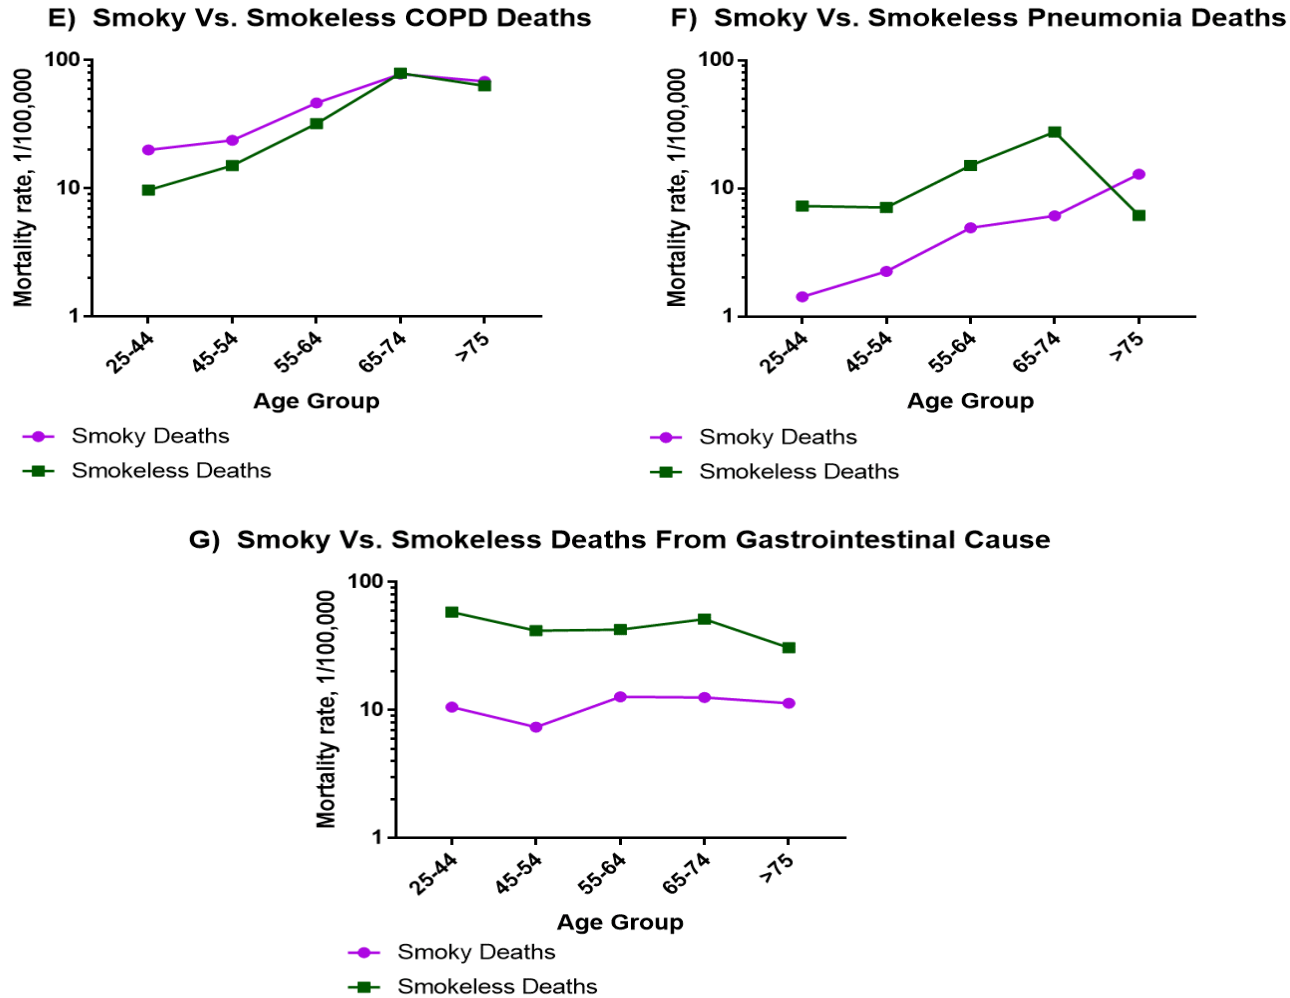 E) Smoky Vs. Smokeless COPD Deaths
Mortality rate, 1/100,000
100
10
1
25-44
45-54
55-64
65-74
>75
Age Group
Smoky Deaths
Smokeless Deaths
F) Smoky Vs. Smokeless Pneumonia Deaths
Mortality rate, 1/100,000
100
10
1
25-44
45-54
55-64
65-74
>75
Age Group
Smoky Deaths
Smokeless Deaths
G) Smoky Vs. Smokeless Deaths From Gastrointestinal Cause
Mortality rate, 1/100,000
100
10
1
25-44
45-54
55-64
65-74
>75
Age Group
Smoky Deaths
Smokeless Deaths